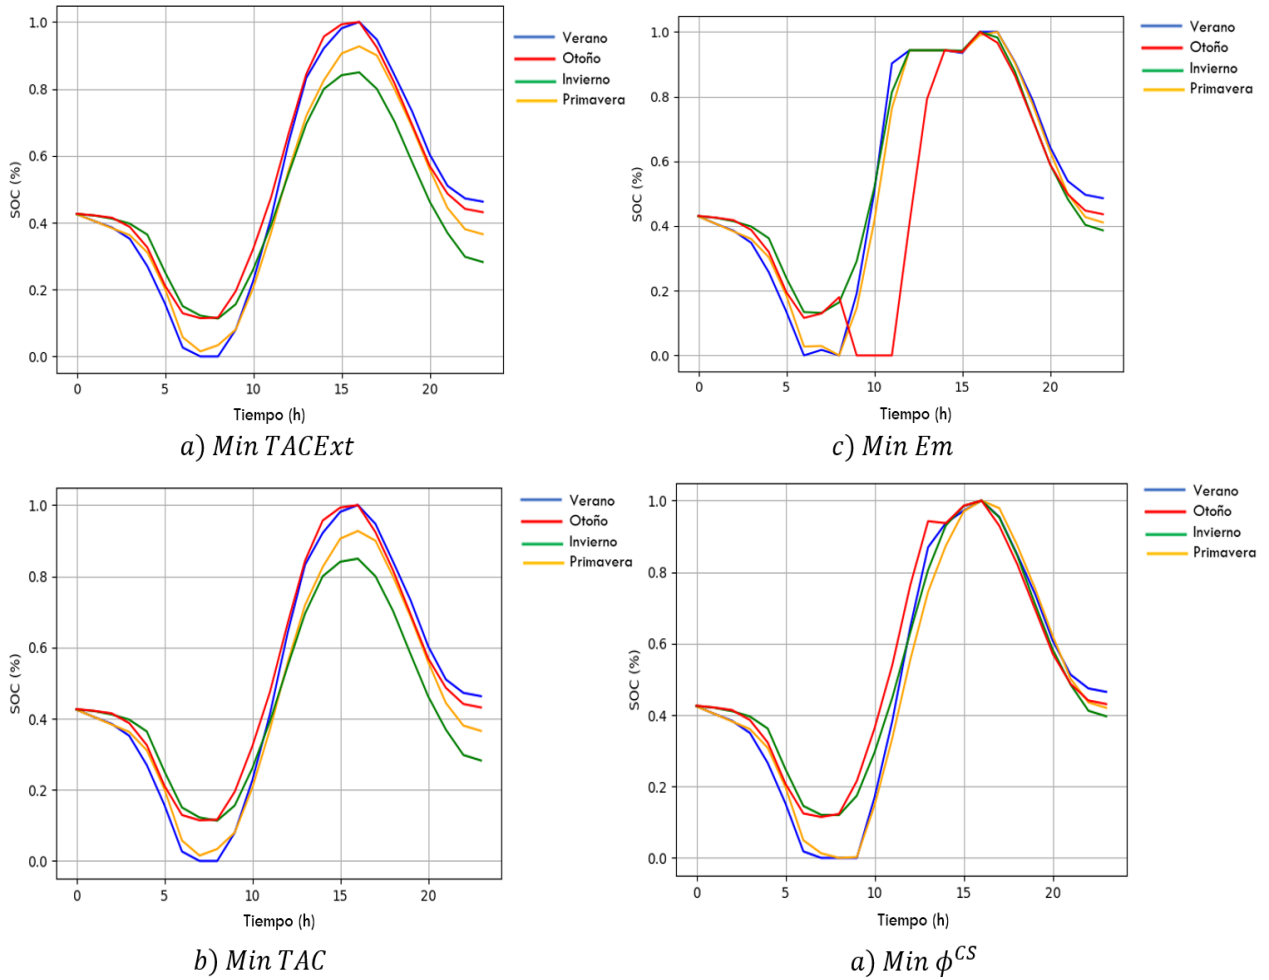 1.0
0.8
0.6
0.4
0.2
0.0
SOC (%)
0 5 10 15 20
Tiempo (h)
Verano
Otoño
Invierno
Primavera
a) Min TACExt
1.0
0.8
0.6
0.4
0.2
0.0
SOC (%)
0 5 10 15 20
Tiempo (h)
Verano
Otoño
Invierno
Primavera
c) Min Em
1.0
0.8
0.6
0.4
0.2
0.0
SOC (%)
0 5 10 15 20
Tiempo (h)
Verano
Otoño
Invierno
Primavera
b) Min TAC
1.0
0.8
0.6
0.4
0.2
0.0
SOC (%)
0 5 10 15 20
Tiempo (h)
Verano
Otoño
Invierno
Primavera
a) Min ϕ^CS